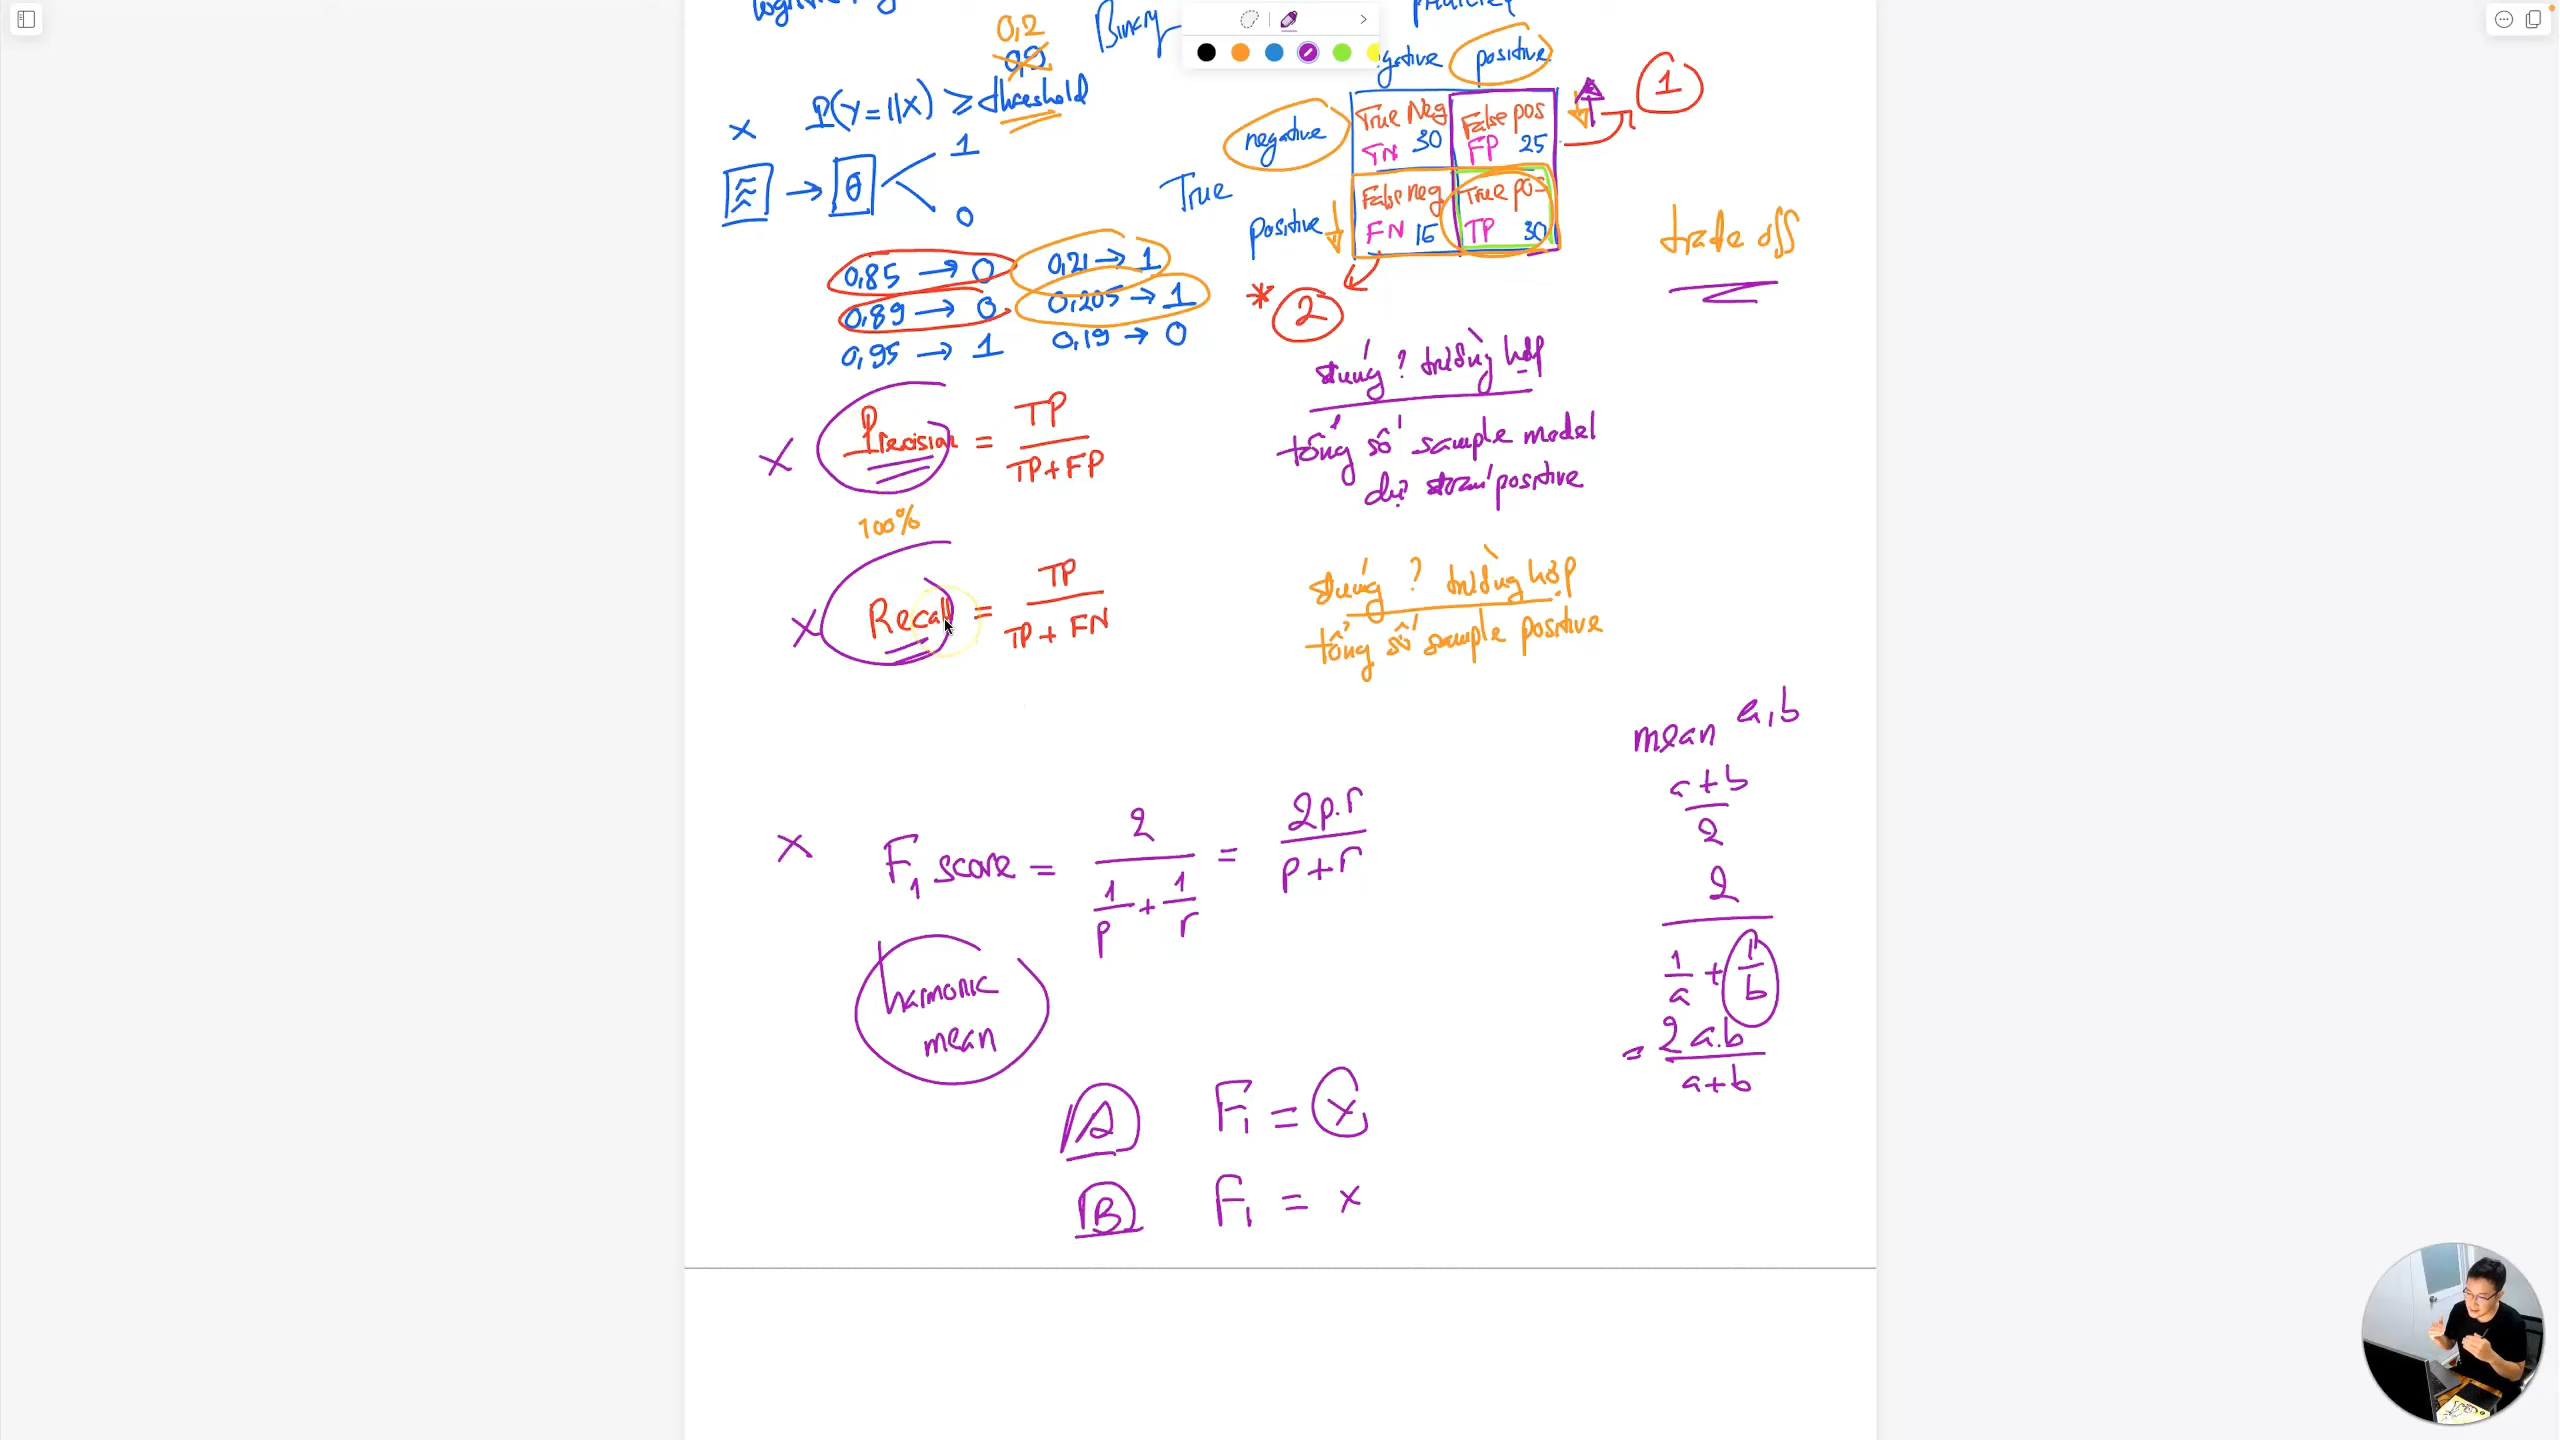 0,2
0,9
Binary
P(Y=1|X) ≥ threshold
x
θ
1
0
negative
positive
True
True Neg
TN 30
False pos
FP 25
False neg
FN 15
True pos
TP 30
positive
1
* 2
trade off
0,85 → 0
0,89 → 0
0,95 → 1
0,21 → 1
0,205 → 1
0,19 → 0
x Precision = TP / TP + FP
đúng ? trường hợp
tổng số sample model
dự đoán positive
100%
x Recall = TP / TP + FN
đúng ? trường hợp
tổng số sample positive
x F1 score = 2 / 1/p + 1/r = 2p.r / p+r
harmonic
mean
mean a,b
a+b
2
2
1/a + 1/b
= 2a.b
a+b
A F1 = x
B F1 = x